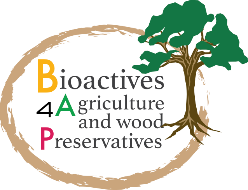 Bioactives
4 Agriculture
and wood
Preservatives